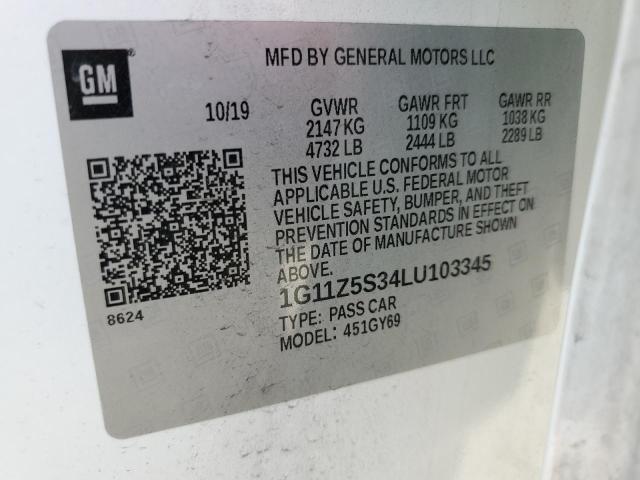 GM
MFD BY GENERAL MOTORS LLC
10/19 GVWR GAWR FRT GAWR RR
2147 KG 1109 KG 1038 KG
4732 LB 2444 LB 2289 LB
THIS VEHICLE CONFORMS TO ALL
APPLICABLE U.S. FEDERAL MOTOR
VEHICLE SAFETY, BUMPER, AND THEFT
PREVENTION STANDARDS IN EFFECT ON
THE DATE OF MANUFACTURE SHOWN
ABOVE.
1G11Z5S34LU103345
8624
TYPE: PASS CAR
MODEL: 451GY69